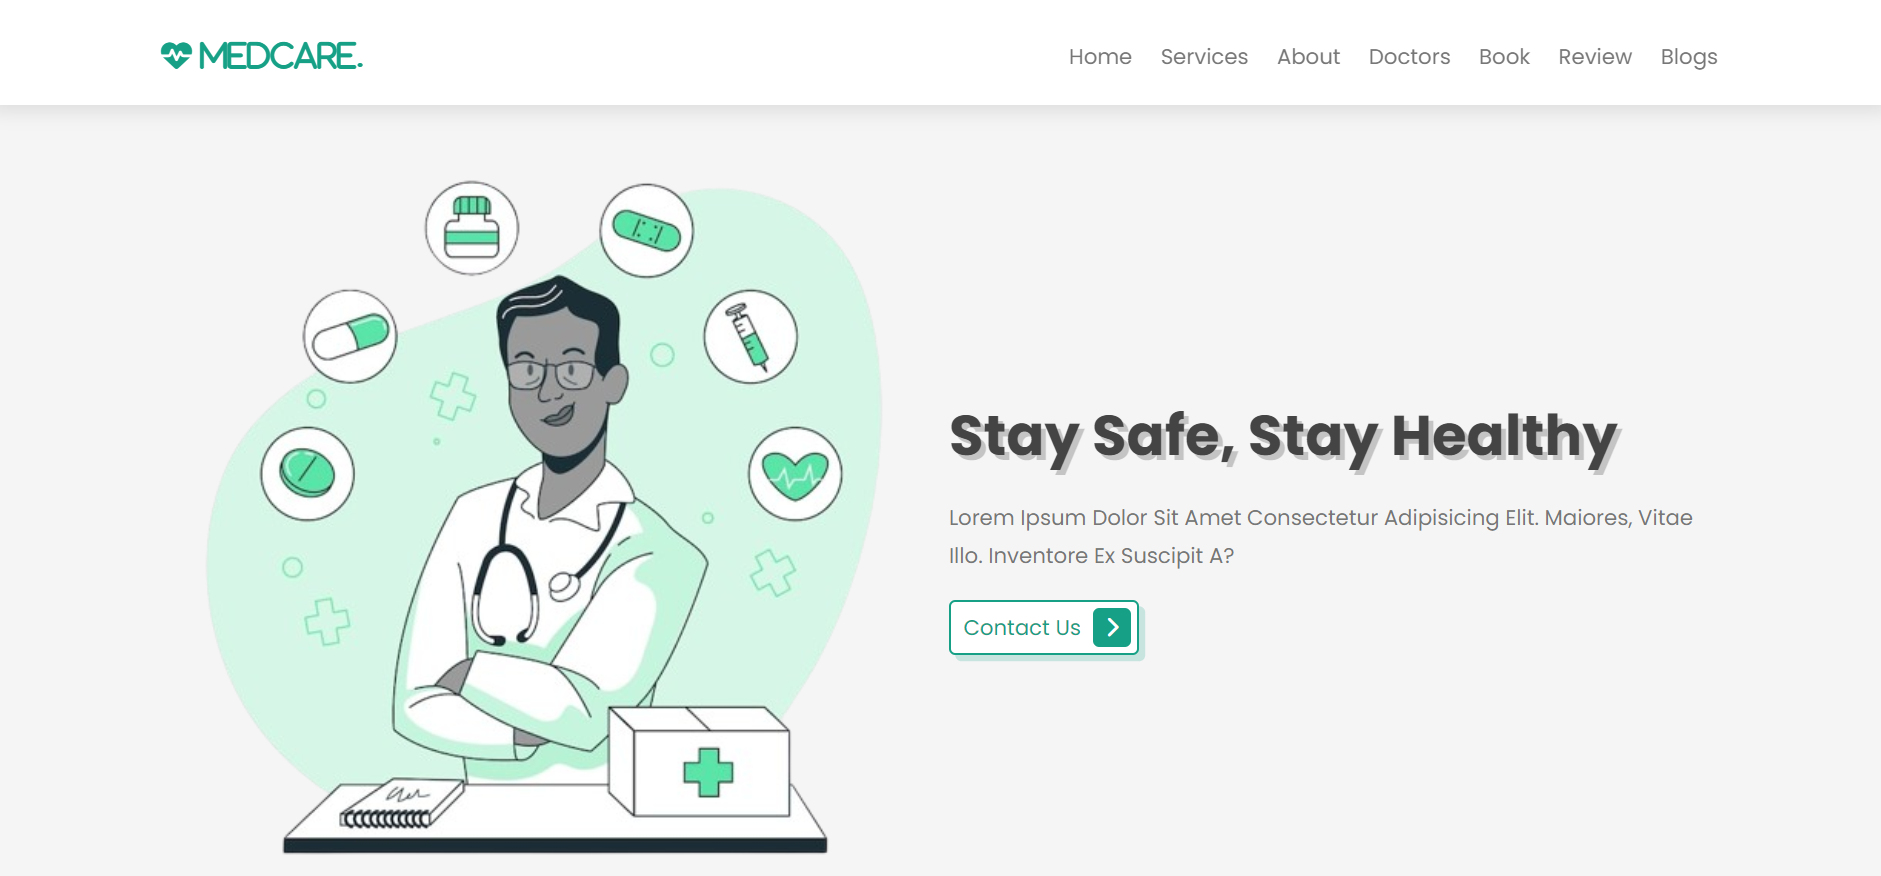 MEDCARE.
Home Services About Doctors Book Review Blogs
Stay Safe, Stay Healthy
Lorem Ipsum Dolor Sit Amet Consectetur Adipisicing Elit. Maiores, Vitae
Illo. Inventore Ex Suscipit A?
Contact Us